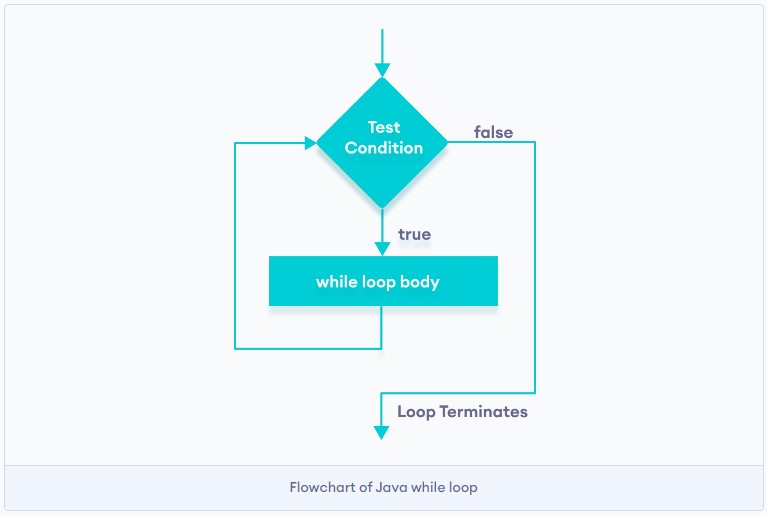 Test
Condition
false
true
while loop body
Loop Terminates
Flowchart of Java while loop